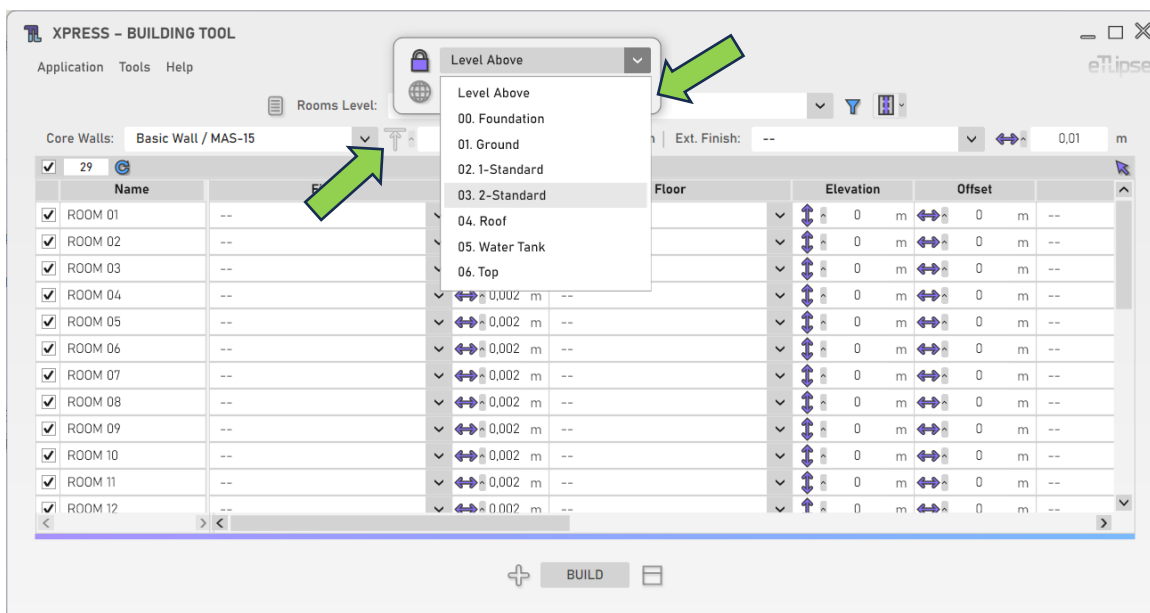 XPRESS – BUILDING TOOL
Application Tools Help
eTLipse
Level Above
Level Above
00. Foundation
01. Ground
02. 1-Standard
03. 2-Standard
04. Roof
05. Water Tank
06. Top
Rooms Level:
Core Walls: Basic Wall / MAS-15 Ext. Finish: -- 0,01 m
29
Name Floor Elevation Offset
ROOM 01 -- 0 m 0 m --
ROOM 02 -- 0 m 0 m --
ROOM 03 -- 0 m 0 m --
ROOM 04 -- 0,002 m -- 0 m 0 m --
ROOM 05 -- 0,002 m -- 0 m 0 m --
ROOM 06 -- 0,002 m -- 0 m 0 m --
ROOM 07 -- 0,002 m -- 0 m 0 m --
ROOM 08 -- 0,002 m -- 0 m 0 m --
ROOM 09 -- 0,002 m -- 0 m 0 m --
ROOM 10 -- 0,002 m -- 0 m 0 m --
ROOM 11 -- 0,002 m -- 0 m 0 m --
ROOM 12 -- 0,002 m -- 0 m 0 m --
BUILD